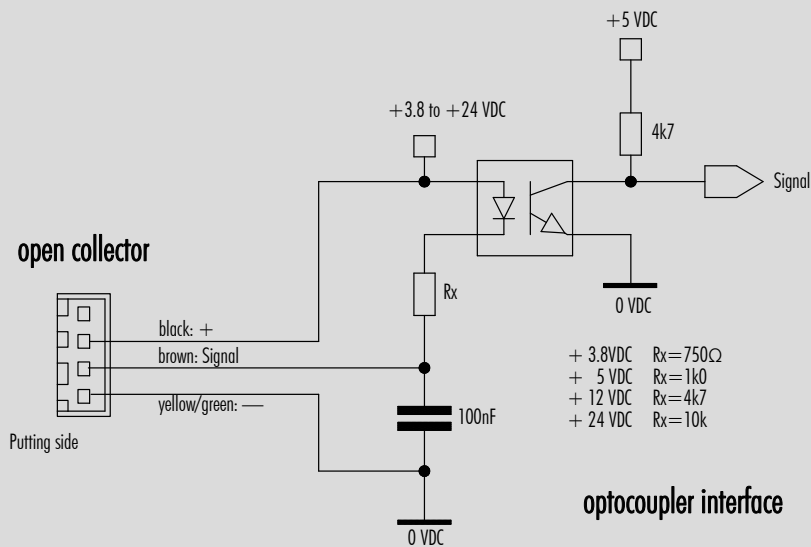 +5 VDC
+3.8 to +24 VDC
4k7
Signal
open collector
Rx
0 VDC
black: +
brown: Signal
yellow/green: —
+ 3.8VDC Rx=750Ω
+ 5 VDC Rx=1k0
+ 12 VDC Rx=4k7
+ 24 VDC Rx=10k
100nF
Putting side
optocoupler interface
0 VDC